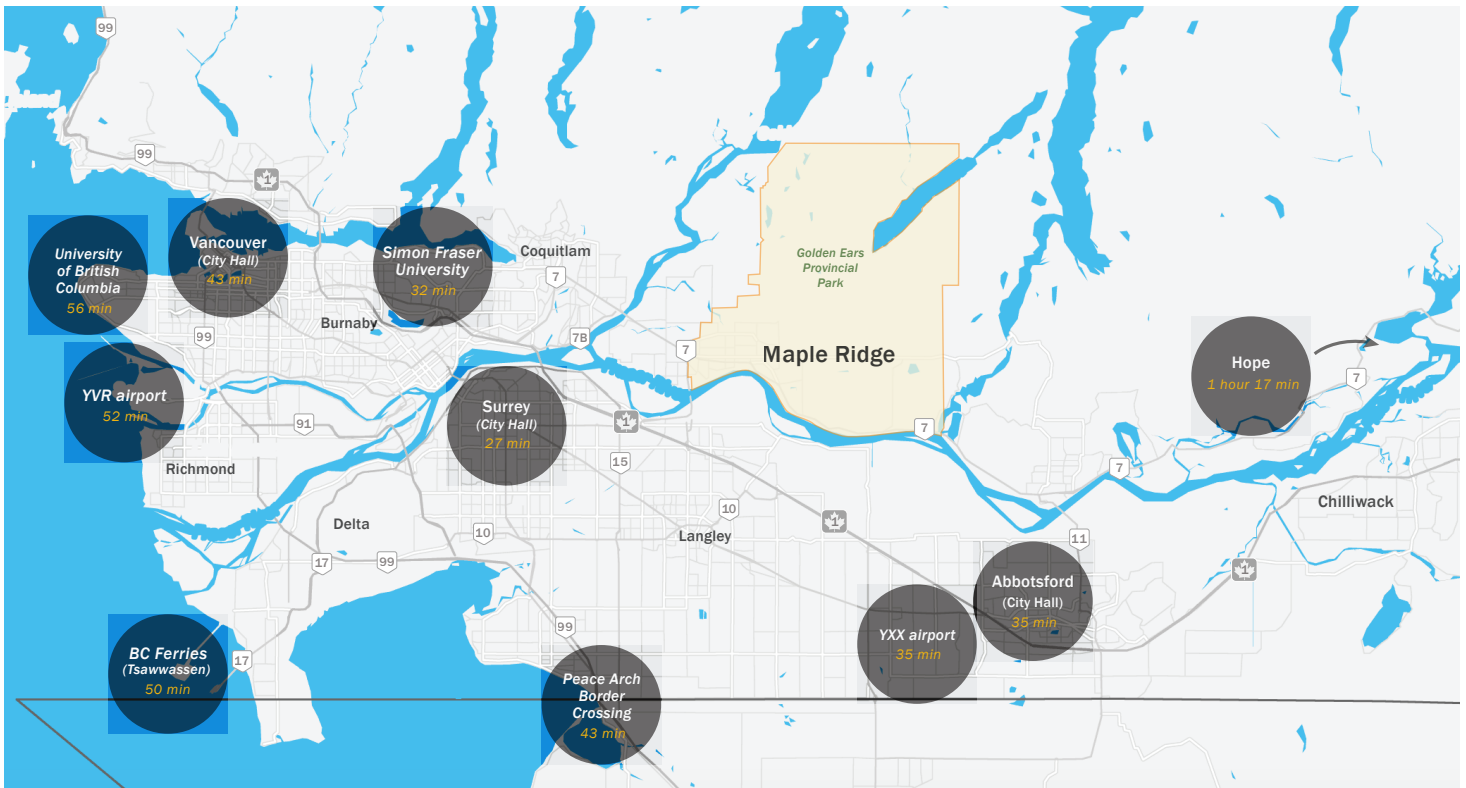 99
99
1
University
of British
Columbia
56 min
Vancouver
(City Hall)
43 min
Simon Fraser
University
32 min
Coquitlam
7
Golden Ears
Provincial
Park
Burnaby
99
7B
7
Maple Ridge
Hope
1 hour 17 min
7
YVR airport
52 min
91
Surrey
(City Hall)
27 min
1
15
7
7
Richmond
Chilliwack
Delta
10
10
Langley
1
11
17
99
1
Abbotsford
(City Hall)
35 min
YXX airport
35 min
99
BC Ferries
(Tsawwassen)
50 min
17
Peace Arch
Border
Crossing
43 min